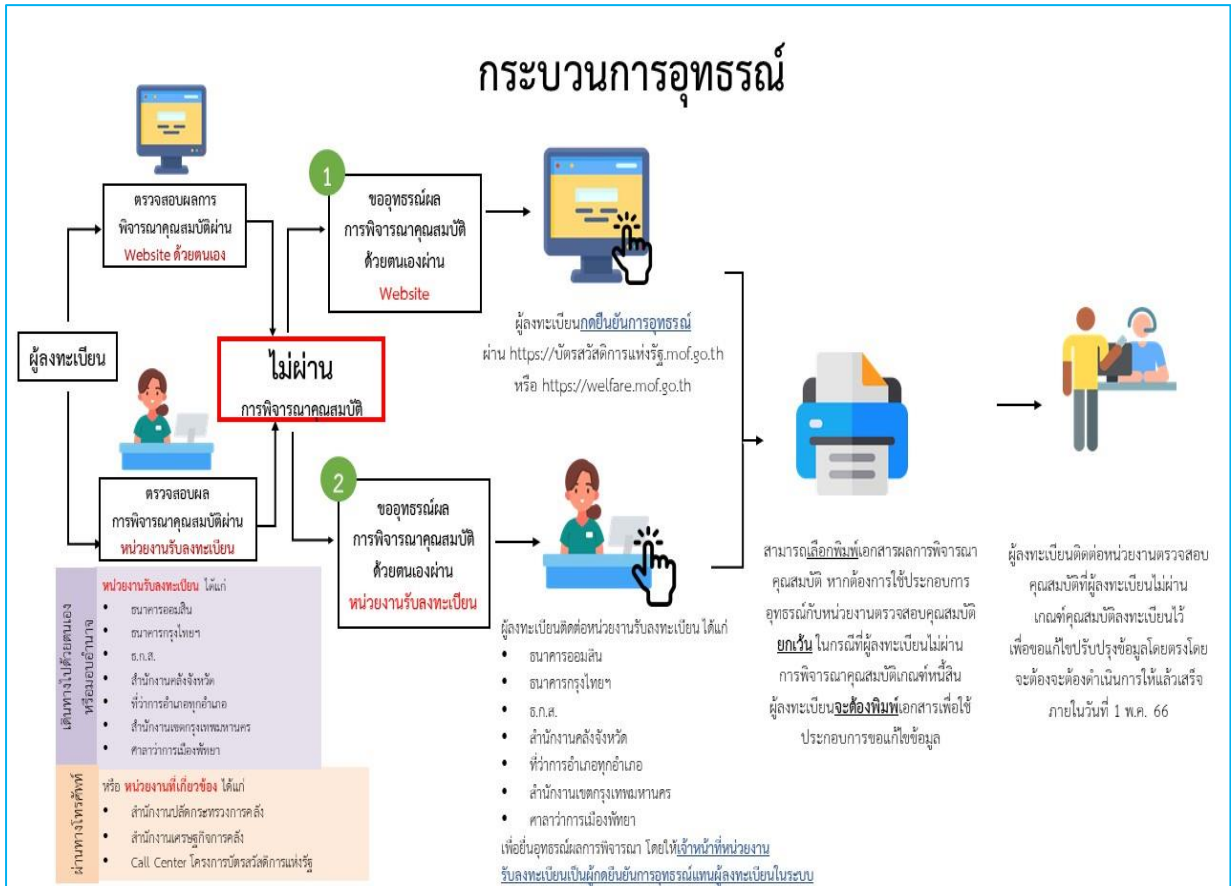 กระบวนการอุทธรณ์
ผู้ลงทะเบียน
ตรวจสอบผลการ
พิจารณาคุณสมบัติผ่าน
Website ด้วยตนเอง
ตรวจสอบผล
การพิจารณาคุณสมบัติผ่าน
หน่วยงานรับลงทะเบียน
เดินทางไปด้วยตนเอง
หรือมอบอำนาจ
หน่วยงานรับลงทะเบียน ได้แก่
• ธนาคารออมสิน
• ธนาคารกรุงไทยฯ
• ธ.ก.ส.
• สำนักงานคลังจังหวัด
• ที่ว่าการอำเภอทุกอำเภอ
• สำนักงานเขตกรุงเทพมหานคร
• ศาลาว่าการเมืองพัทยา
ผ่านทางโทรศัพท์
หรือ หน่วยงานที่เกี่ยวข้อง ได้แก่
• สำนักงานปลัดกระทรวงการคลัง
• สำนักงานเศรษฐกิจการคลัง
• Call Center โครงการบัตรสวัสดิการแห่งรัฐ
ไม่ผ่าน
การพิจารณาคุณสมบัติ
1
ขออุทธรณ์ผล
การพิจารณาคุณสมบัติ
ด้วยตนเองผ่าน
Website
ผู้ลงทะเบียนกดยืนยันการอุทธรณ์
ผ่าน https://บัตรสวัสดิการแห่งรัฐ.mof.go.th
หรือ https://welfare.mof.go.th
2
ขออุทธรณ์ผล
การพิจารณาคุณสมบัติ
ด้วยตนเองผ่าน
หน่วยงานรับลงทะเบียน
ผู้ลงทะเบียนติดต่อหน่วยงานรับลงทะเบียน ได้แก่
• ธนาคารออมสิน
• ธนาคารกรุงไทยฯ
• ธ.ก.ส.
• สำนักงานคลังจังหวัด
• ที่ว่าการอำเภอทุกอำเภอ
• สำนักงานเขตกรุงเทพมหานคร
• ศาลาว่าการเมืองพัทยา
เพื่อยื่นอุทธรณ์ผลการพิจารณา โดยให้เจ้าหน้าที่หน่วยงาน
รับลงทะเบียนเป็นผู้กดยืนยันการอุทธรณ์แทนผู้ลงทะเบียนในระบบ
สามารถเลือกพิมพ์เอกสารผลการพิจารณา
คุณสมบัติ หากต้องการใช้ประกอบการ
อุทธรณ์กับหน่วยงานตรวจสอบคุณสมบัติ
ยกเว้น ในกรณีที่ผู้ลงทะเบียนไม่ผ่าน
การพิจารณาคุณสมบัติเกณฑ์หนี้สิน
ผู้ลงทะเบียนจะต้องพิมพ์เอกสารเพื่อใช้
ประกอบการขอแก้ไขข้อมูล
ผู้ลงทะเบียนติดต่อหน่วยงานตรวจสอบ
คุณสมบัติที่ผู้ลงทะเบียนไม่ผ่าน
เกณฑ์คุณสมบัติลงทะเบียนไว้
เพื่อขอแก้ไขปรับปรุงข้อมูลโดยตรงโดย
จะต้องจะต้องดำเนินการให้แล้วเสร็จ
ภายในวันที่ 1 พ.ค. 66